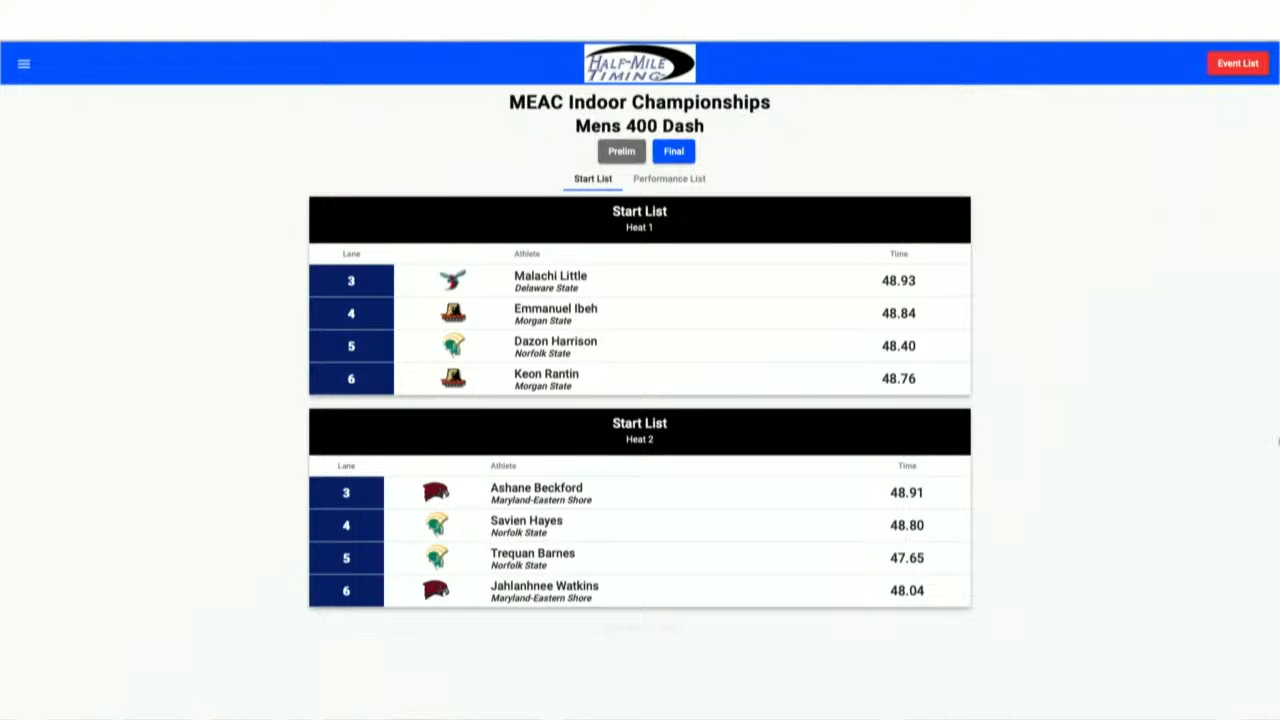 HALF-MILE
TIMING
Event List
MEAC Indoor Championships
Mens 400 Dash
Prelim Final
Start List Performance List
Start List
Heat 1
Lane Athlete Time
3 Malachi Little 48.93
Delaware State
4 Emmanuel Ibeh 48.84
Morgan State
5 Dazon Harrison 48.40
Norfolk State
6 Keon Rantin 48.76
Morgan State
Start List
Heat 2
Lane Athlete Time
3 Ashane Beckford 48.91
Maryland-Eastern Shore
4 Savien Hayes 48.80
Norfolk State
5 Trequan Barnes 47.65
Norfolk State
6 Jahlanhnee Watkins 48.04
Maryland-Eastern Shore